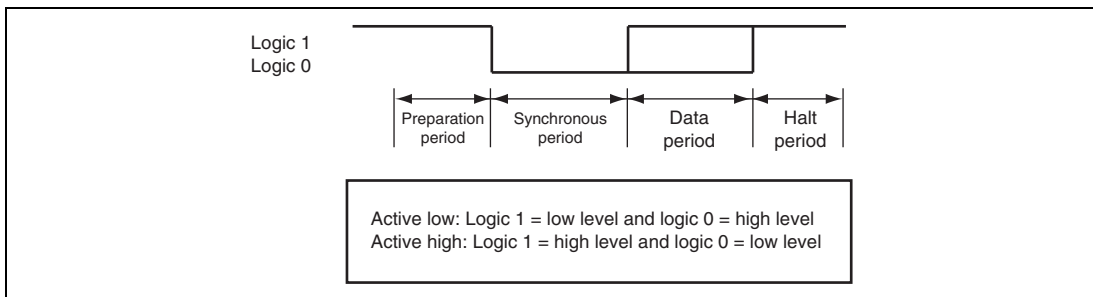 Logic 1
Logic 0
Preparation period
Synchronous period
Data period
Halt period
Active low: Logic 1 = low level and logic 0 = high level
Active high: Logic 1 = high level and logic 0 = low level